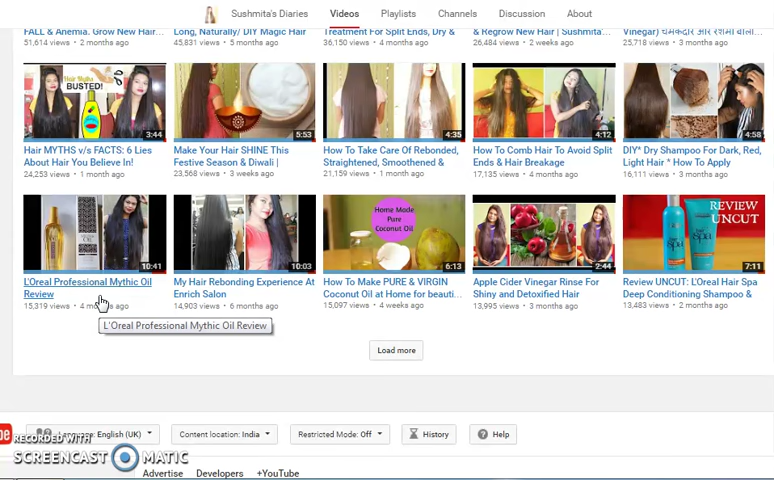 Sushmita's Diaries Videos Playlists Channels Discussion About
FALL & Anemia. Grow New Hair / Long, Naturally/ DIY Magic Hair Treatment For Split Ends, Dry & & Regrow New Hair | Sushmita... Vinegar) चमकदार और रेशमी बाला...
51,614 views • 2 months ago 45,831 views • 5 months ago 36,150 views • 4 months ago 26,484 views • 2 weeks ago 25,718 views • 3 months ago
Hair Myths
BUSTED!
3:44 5:53 4:35 4:12 4:58
Hair MYTHS v/s FACTS: 6 Lies Make Your Hair SHINE This How To Take Care Of Rebonded, How To Comb Hair To Avoid Split DIY* Dry Shampoo For Dark, Red,
About Hair You Believe In! Festive Season & Diwali | Straightened, Smoothened & Ends & Hair Breakage Light Hair * How To Apply
24,253 views • 1 month ago 23,568 views • 3 weeks ago 21,159 views • 1 month ago 17,135 views • 4 months ago 16,111 views • 3 months ago
Home Made
Pure
Coconut Oil
REVIEW
UNCUT
10:41 10:03 6:13 2:44 7:11
L'Oreal Professional Mythic Oil My Hair Rebonding Experience At How To Make PURE & VIRGIN Apple Cider Vinegar Rinse For Review UNCUT: L'Oreal Hair Spa
Review Enrich Salon Coconut Oil at Home for beauti... Shiny and Detoxified Hair Deep Conditioning Shampoo &
15,319 views • 4 months ago 14,903 views • 6 months ago 15,097 views • 4 weeks ago 13,995 views • 3 months ago 13,483 views • 2 months ago
L'Oreal Professional Mythic Oil Review
Load more
Language: English (UK) Content location: India Restricted Mode: Off History Help
RECORDED WITH
SCREENCAST MATIC
Advertise Developers +YouTube